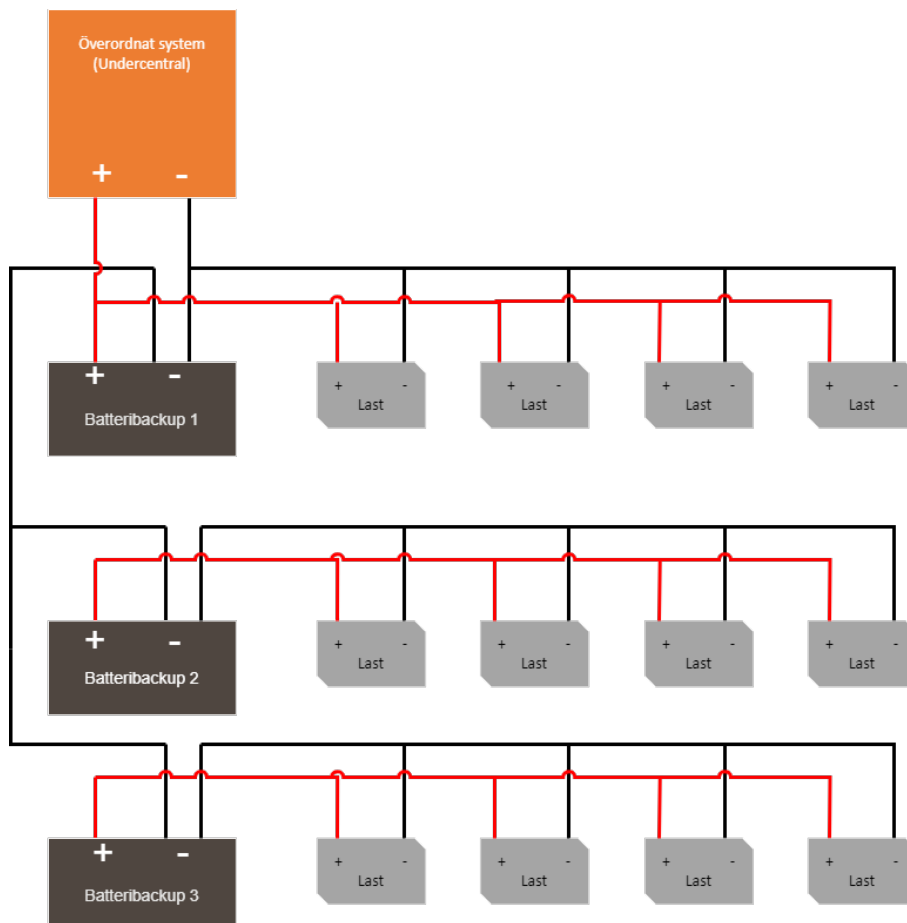 Överordnat system
(Undercentral)
+ -
+ -
Batteribackup 1
+ -
Last
+ -
Last
+ -
Last
+ -
Last
+ -
Batteribackup 2
+ -
Last
+ -
Last
+ -
Last
+ -
Last
+ -
Batteribackup 3
+ -
Last
+ -
Last
+ -
Last
+ -
Last